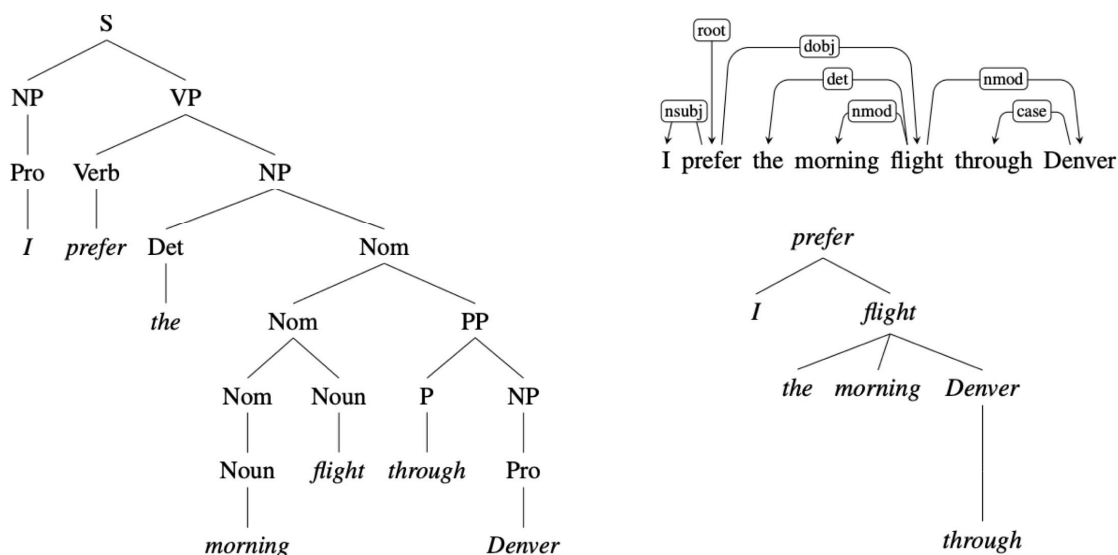 S
NP VP
Pro Verb NP
I prefer Det Nom
the Nom PP
Nom Noun P NP
Noun flight through Pro
morning Denver
root
dobj
det nmod
nsubj nmod case
I prefer the morning flight through Denver
prefer
I flight
the morning Denver
through